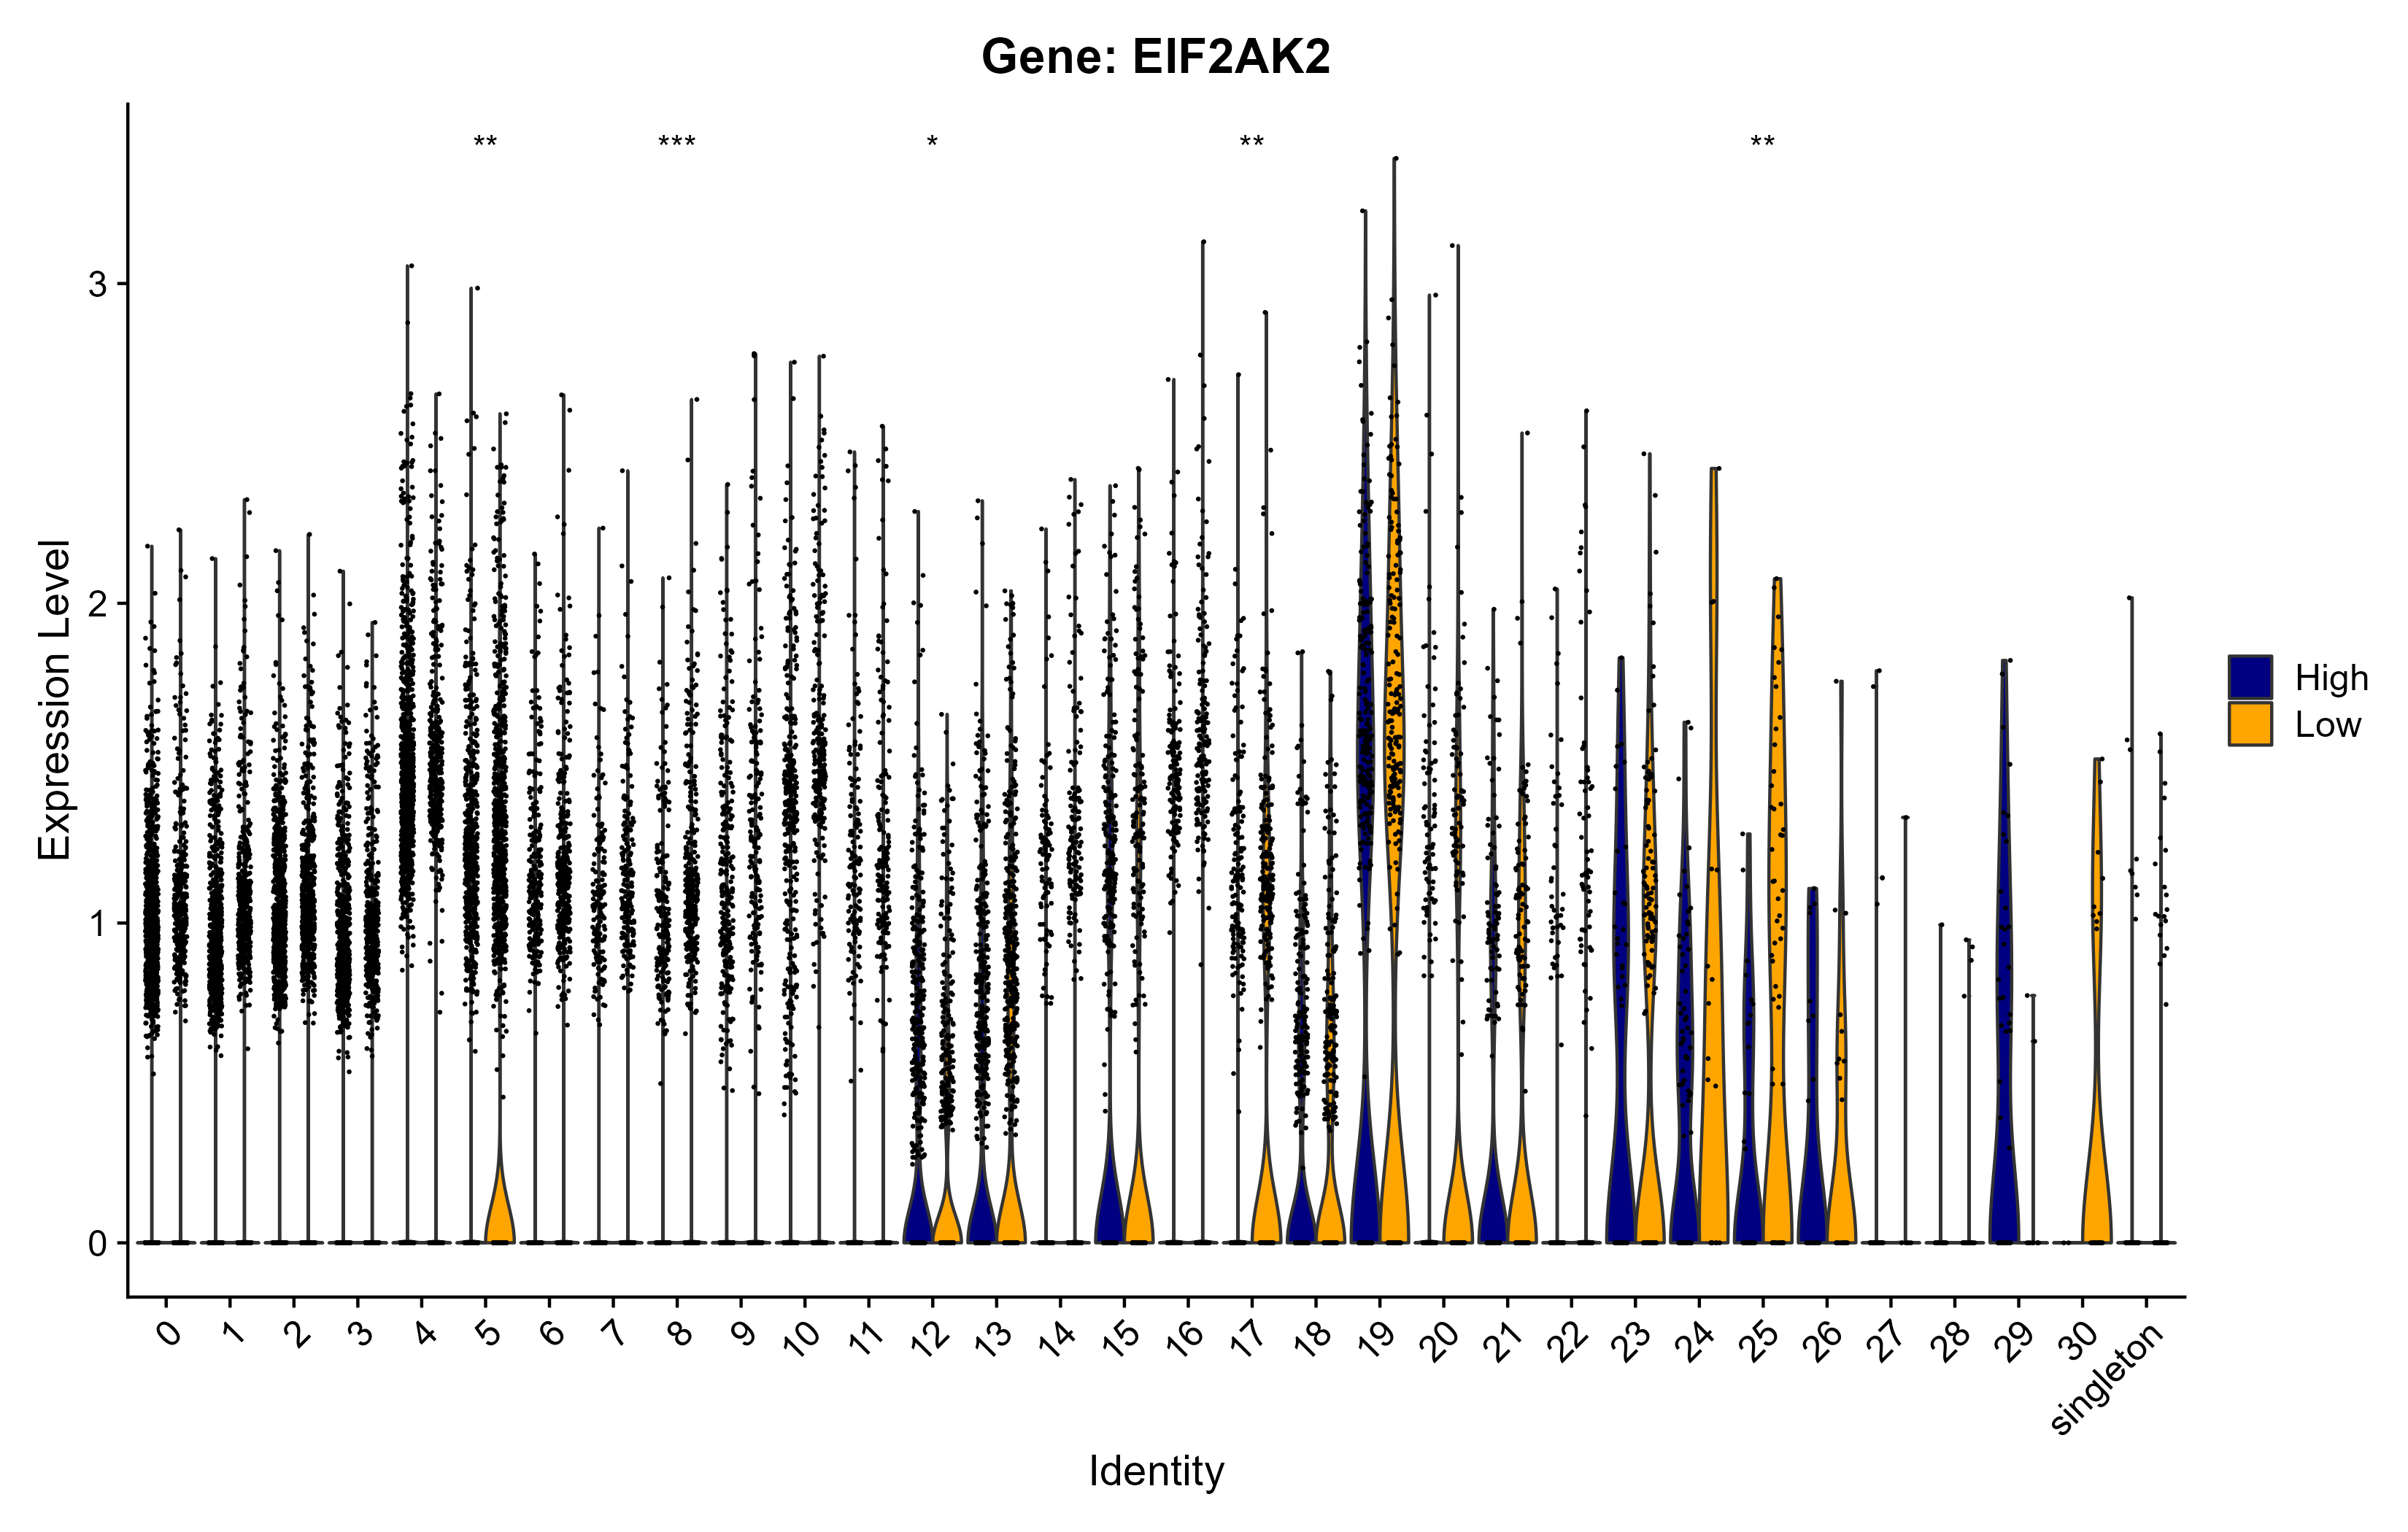 Gene: EIF2AK2
** *** * ** **
Expression Level
3
2
1
0
High
Low
0 1 2 3 4 5 6 7 8 9 10 11 12 13 14 15 16 17 18 19 20 21 22 23 24 25 26 27 28 29 30 singleton
Identity